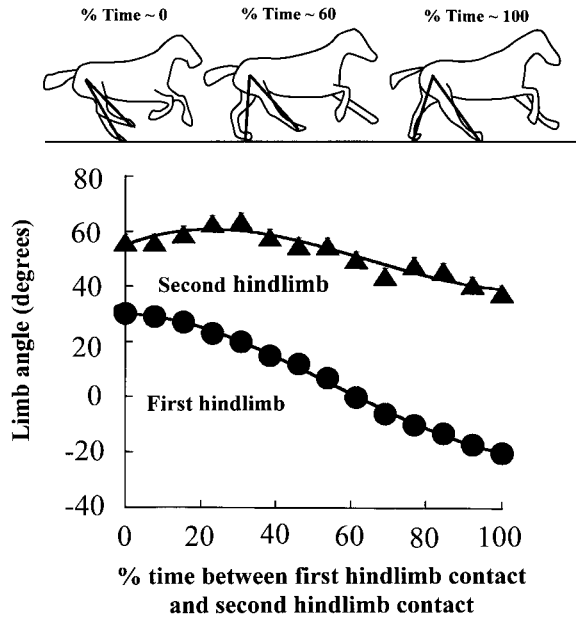 % Time ~ 0 % Time ~ 60 % Time ~ 100
80
60
40
20
0
-20
-40
Limb angle (degrees)
Second hindlimb
First hindlimb
0 20 40 60 80 100
% time between first hindlimb contact
and second hindlimb contact